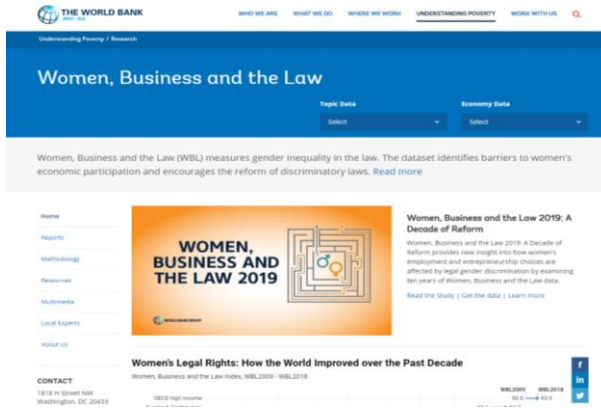 THE WORLD BANK
WHO WE ARE WHAT WE DO WHERE WE WORK UNDERSTANDING POVERTY WORK WITH US
Understanding Poverty / Research
Women, Business and the Law
Topic Data Economy Data
Select Select
Women, Business and the Law (WBL) measures gender inequality in the law. The dataset identifies barriers to women's
economic participation and encourages the reform of discriminatory laws. Read more
Home
Reports
Methodology
Resources
Multimedia
Local Experts
About Us
WOMEN,
BUSINESS AND
THE LAW 2019
WORLD BANK GROUP
Women, Business and the Law 2019: A
Decade of Reform
Women, Business and the Law 2019: A Decade of
Reform provides new insight into how women's
employment and entrepreneurship choices are
affected by legal gender discrimination by examining
ten years of Women, Business and the Law data.
Read the Study | Get the data | Learn more
Women's Legal Rights: How the World Improved over the Past Decade
Women, Business and the Law Index, WBL2009 - WBL2018
CONTACT
1818 H Street NW
Washington, DC 20433
WBL2009 WBL2018
OECD high income
f
in